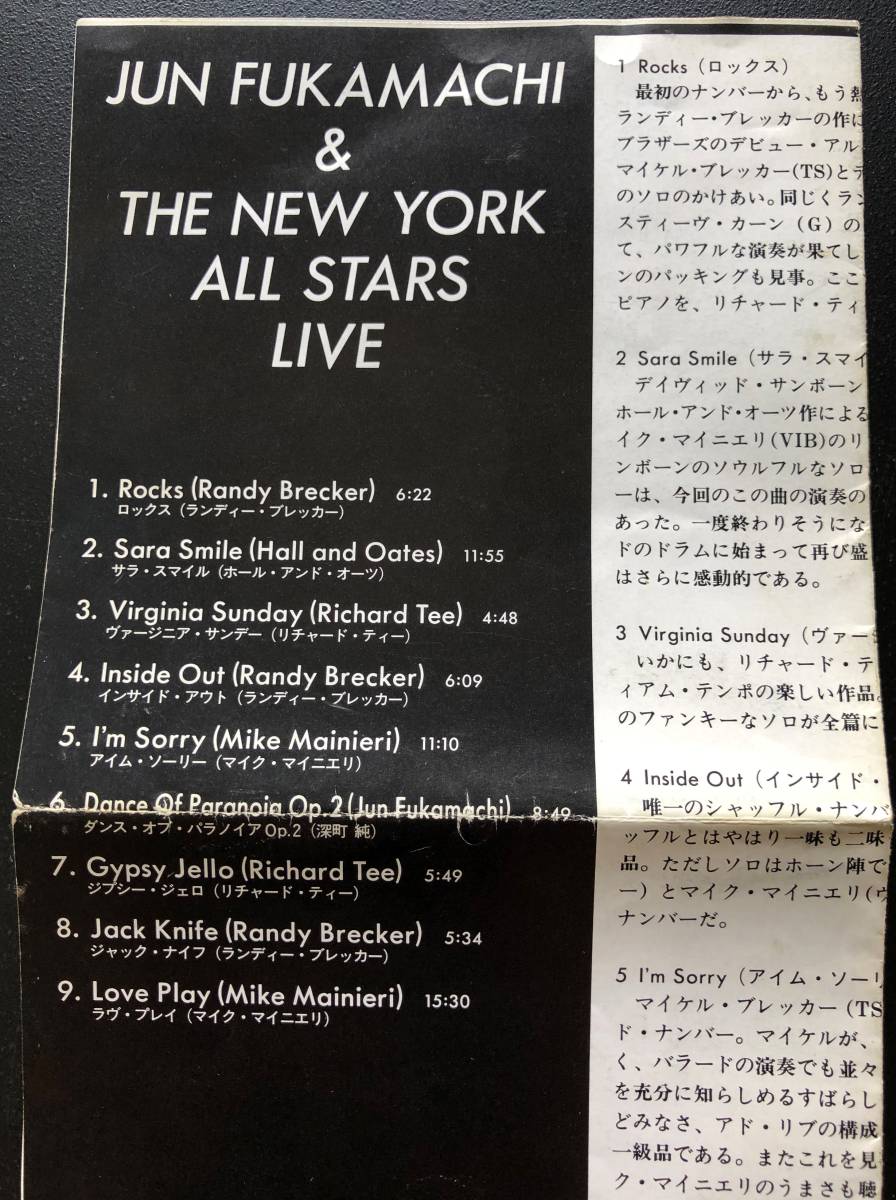 JUN FUKAMACHI
&
THE NEW YORK
ALL STARS
LIVE
1. Rocks (Randy Brecker) 6:22
ロックス（ランディー・ブレッカー）
2. Sara Smile (Hall and Oates) 11:55
サラ・スマイル（ホール・アンド・オーツ）
3. Virginia Sunday (Richard Tee) 4:48
ヴァージニア・サンデー（リチャード・ティー）
4. Inside Out (Randy Brecker) 6:09
インサイド・アウト（ランディー・ブレッカー）
5. I'm Sorry (Mike Mainieri) 11:10
アイム・ソーリー（マイク・マイニエリ）
6. Dance Of Paranoia Op.2 (Jun Fukamachi) 8:49
ダンス・オブ・パラノイアOp.2（深町 純）
7. Gypsy Jello (Richard Tee) 5:49
ジプシー・ジェロ（リチャード・ティー）
8. Jack Knife (Randy Brecker) 5:34
ジャック・ナイフ（ランディー・ブレッカー）
9. Love Play (Mike Mainieri) 15:30
ラヴ・プレイ（マイク・マイニエリ）
1 Rocks（ロックス）
最初のナンバーから、もう熱
ランディー・ブレッカーの作に
ブラザーズのデビュー・アル
マイケル・ブレッカー(TS)とデ
のソロのかけあい。同じくラン
スティーヴ・カーン（G）の
て、パワフルな演奏が果てし
ンのバッキングも見事。ここ
ピアノを、リチャード・ティ
2 Sara Smile（サラ・スマイ
デイヴィッド・サンボーン
ホール・アンド・オーツ作による
イク・マイニエリ(VIB)のリ
ンボーンのソウルフルなソロ
ーは、今回のこの曲の演奏の
あった。一度終わりそうにな
ドのドラムに始まって再び盛
はさらに感動的である。
3 Virginia Sunday（ヴァー
いかにも、リチャード・テ
ィアム・テンポの楽しい作品。
のファンキーなソロが全篇に
4 Inside Out（インサイド・
唯一のシャッフル・ナンバ
ッフルとはやはり一味も二味
品。ただしソロはホーン陣で
ー）とマイク・マイニエリ(ヴ
ナンバーだ。
5 I'm Sorry（アイム・ソーリ
マイケル・ブレッカー（TS
ド・ナンバー。マイケルが、
く、バラードの演奏でも並々
を充分に知らしめるすばらし
どみなさ、アド・リブの構成
一級品である。またこれを見
ク・マイニエリのうまさも聴